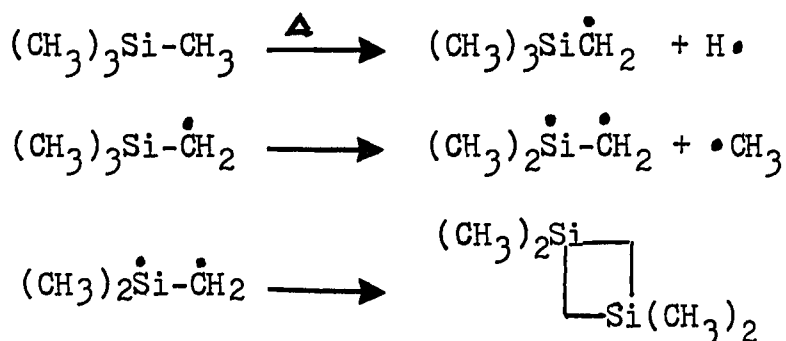 (CH₃)₃Si-CH₃ Δ ⟶ (CH₃)₃SiĊH₂ + H•
(CH₃)₃Si-ĊH₂ ⟶ (CH₃)₂Ṡi-ĊH₂ + •CH₃
(CH₃)₂Ṡi-ĊH₂ ⟶ (CH₃)₂Si
Si(CH₃)₂